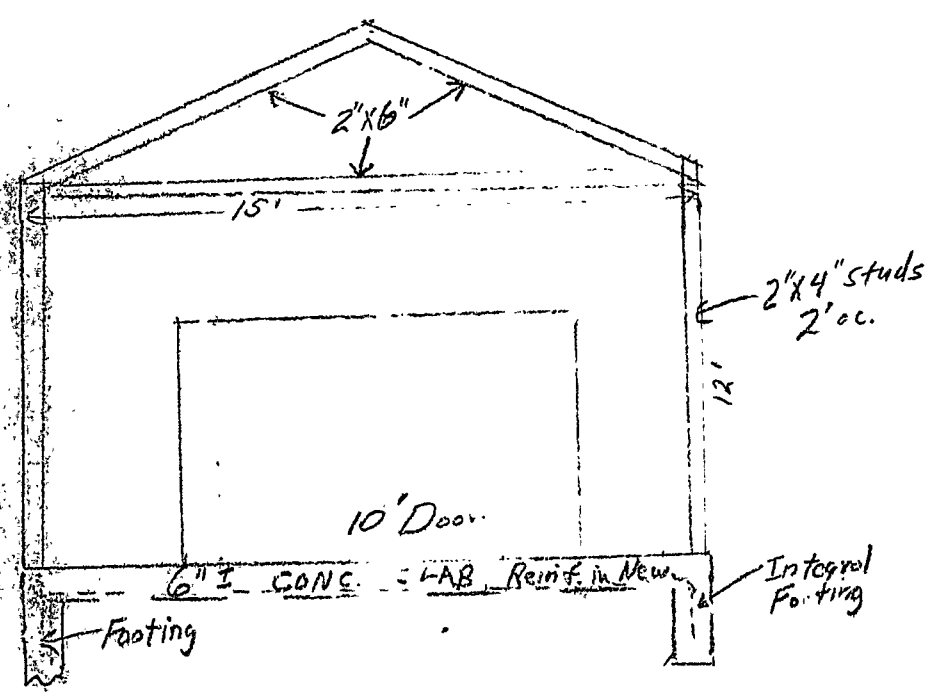 2"X6"
15'
2"X4" studs
2' oc.
12'
10' Door.
6" I CONC. LAB Reinf. in New
Integral
Footing
Footing